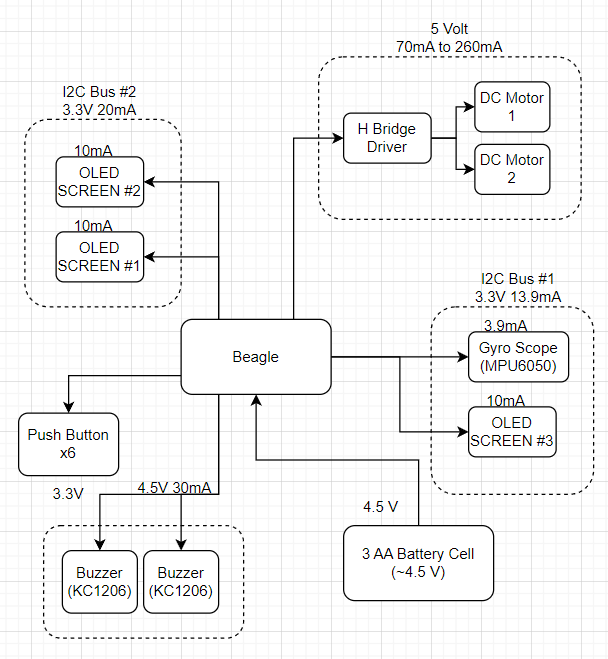 5 Volt
70mA to 260mA
I2C Bus #2
3.3V 20mA
10mA
OLED
SCREEN #2
10mA
OLED
SCREEN #1
H Bridge
Driver
DC Motor
1
DC Motor
2
I2C Bus #1
3.3V 13.9mA
3.9mA
Gyro Scope
(MPU6050)
10mA
OLED
SCREEN #3
Beagle
Push Button
x6
3.3V
4.5V 30mA
Buzzer
(KC1206)
Buzzer
(KC1206)
4.5 V
3 AA Battery Cell
(~4.5 V)